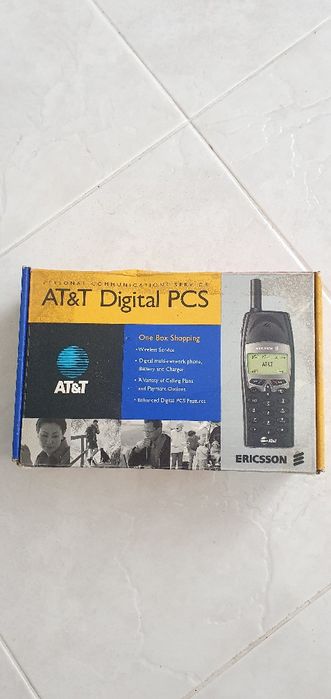 PERSONAL COMMUNICATIONS SERVICE
AT&T Digital PCS
One Box Shopping
• Wireless Service
• Digital multi-network phone,
Battery and Charger
• A Variety of Calling Plans
and Payment Options
• Enhanced Digital PCS Features
AT&T
AT&T
AT&T
ERICSSON